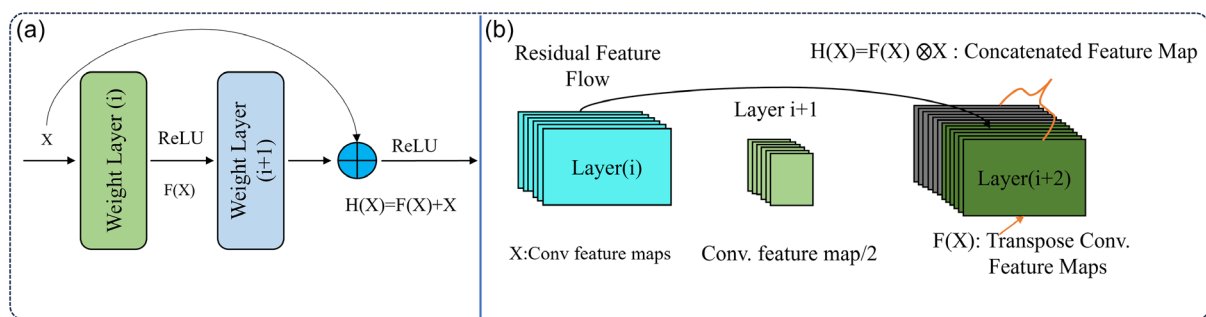 (a)
X
Weight Layer (i)
ReLU
F(X)
Weight Layer
(i+1)
ReLU
H(X)=F(X)+X
(b)
Residual Feature
Flow
Layer(i)
X:Conv feature maps
Layer i+1
Conv. feature map/2
H(X)=F(X) ⊗X : Concatenated Feature Map
Layer(i+2)
F(X): Transpose Conv.
Feature Maps